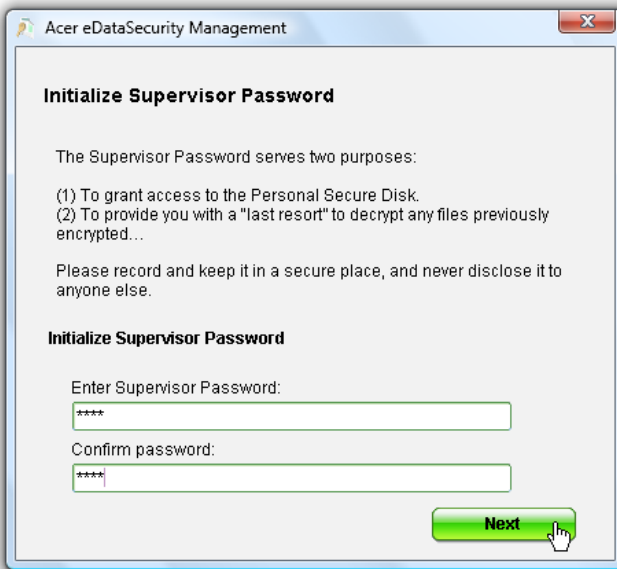 Acer eDataSecurity Management
Initialize Supervisor Password
The Supervisor Password serves two purposes:
(1) To grant access to the Personal Secure Disk.
(2) To provide you with a "last resort" to decrypt any files previously
encrypted...
Please record and keep it in a secure place, and never disclose it to
anyone else.
Initialize Supervisor Password
Enter Supervisor Password:
****
Confirm password:
****
Next